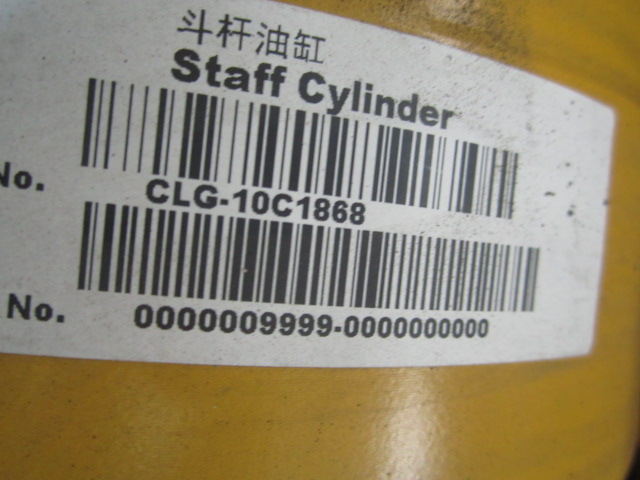 斗杆油缸
Staff Cylinder
No.
CLG-10C1868
No.
0000009999-0000000000